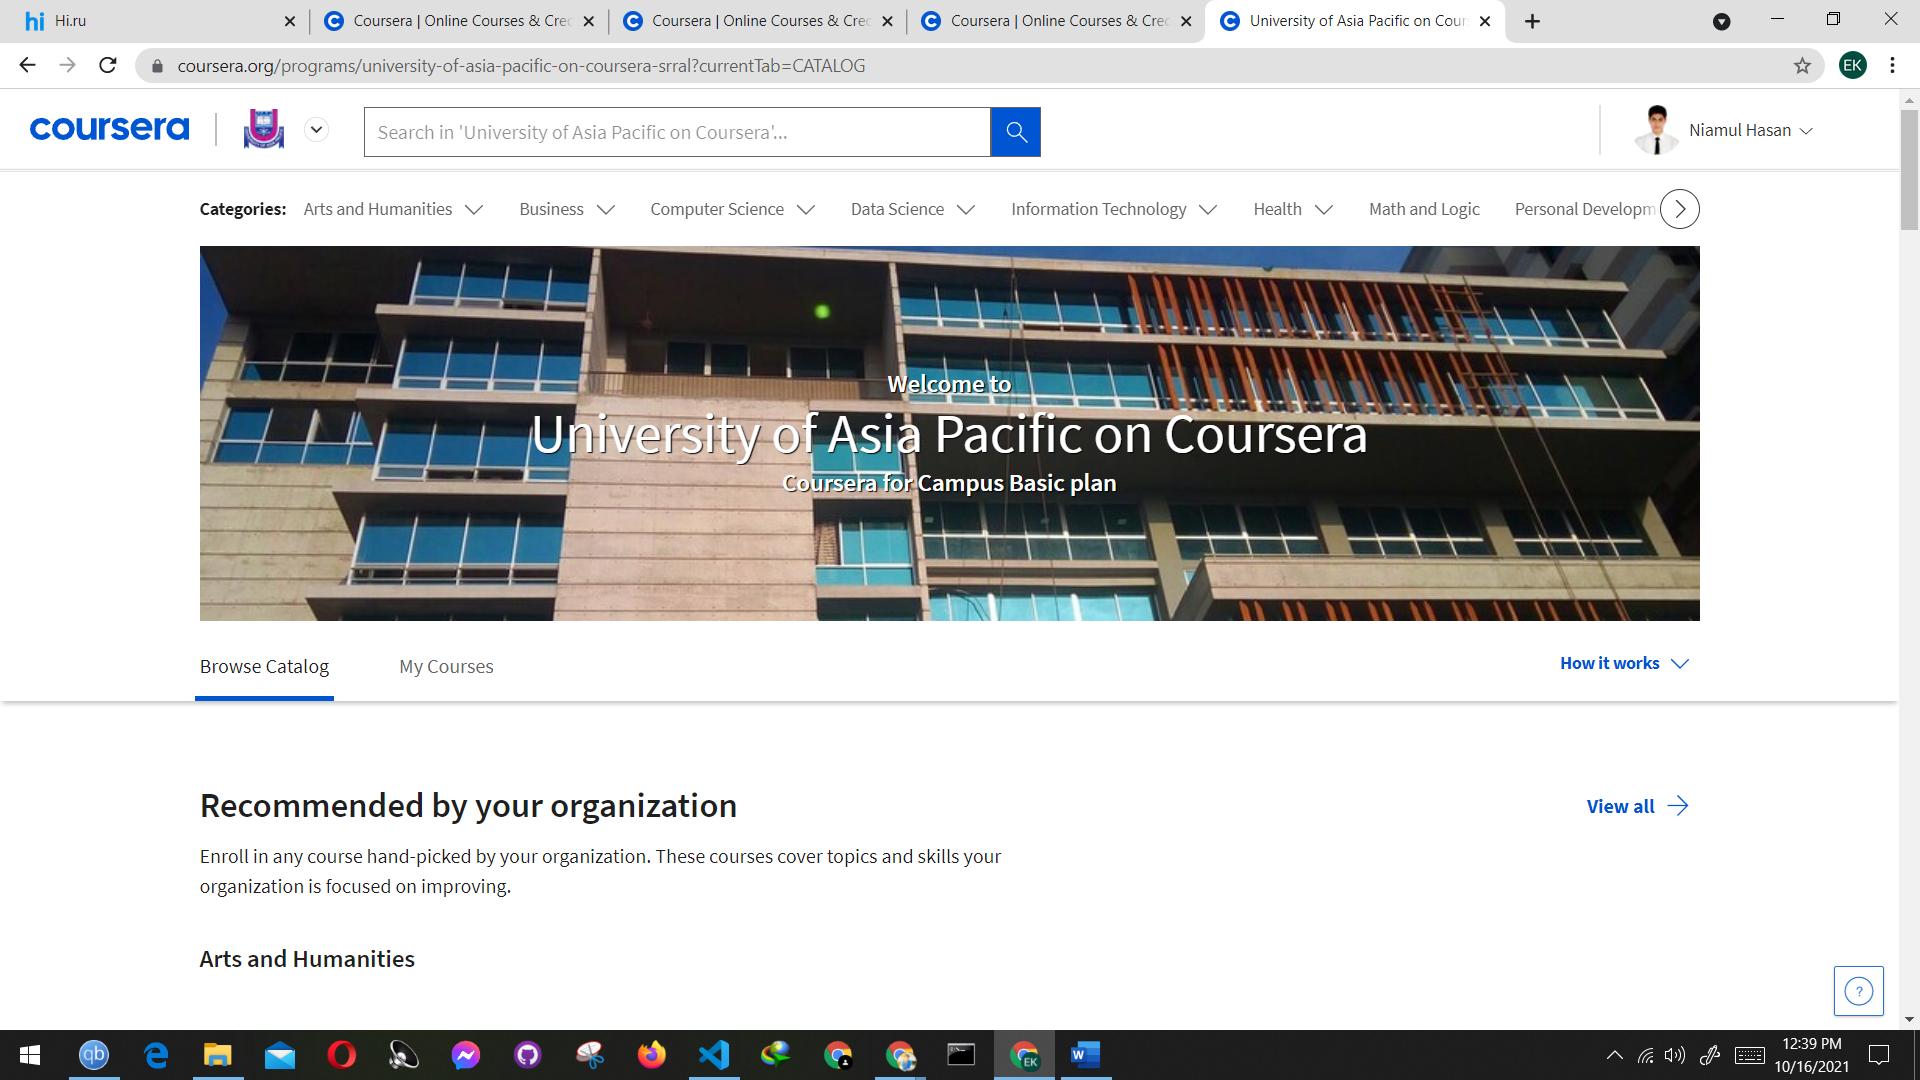 Hi.ru
Coursera | Online Courses & Cre
Coursera | Online Courses & Cre
Coursera | Online Courses & Cre
University of Asia Pacific on Cour
coursera.org/programs/university-of-asia-pacific-on-coursera-srral?currentTab=CATALOG
EK
coursera
Search in 'University of Asia Pacific on Coursera'...
Niamul Hasan
Categories: Arts and Humanities Business Computer Science Data Science Information Technology Health Math and Logic Personal Developm
Welcome to
University of Asia Pacific on Coursera
Coursera for Campus Basic plan
Browse Catalog My Courses How it works
Recommended by your organization
View all
Enroll in any course hand-picked by your organization. These courses cover topics and skills your
organization is focused on improving.
Arts and Humanities
?
12:39 PM
10/16/2021